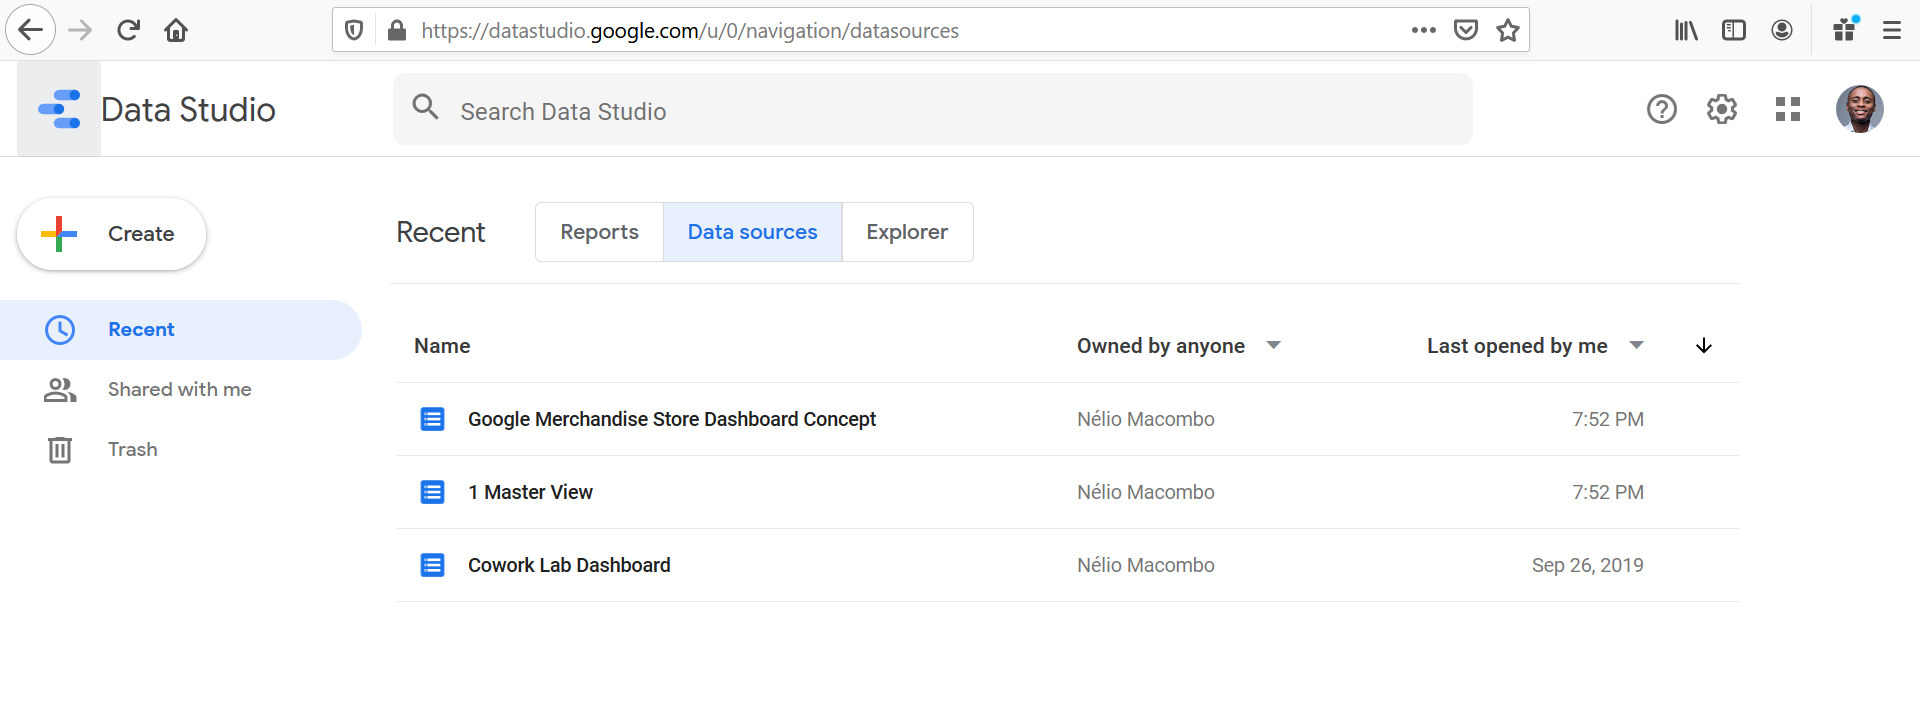 https://datastudio.google.com/u/0/navigation/datasources
Data Studio
Search Data Studio
Create
Recent
Reports
Data sources
Explorer
Recent
Shared with me
Trash
Name
Owned by anyone
Last opened by me
Google Merchandise Store Dashboard Concept
Nélio Macombo
7:52 PM
1 Master View
Nélio Macombo
7:52 PM
Cowork Lab Dashboard
Nélio Macombo
Sep 26, 2019